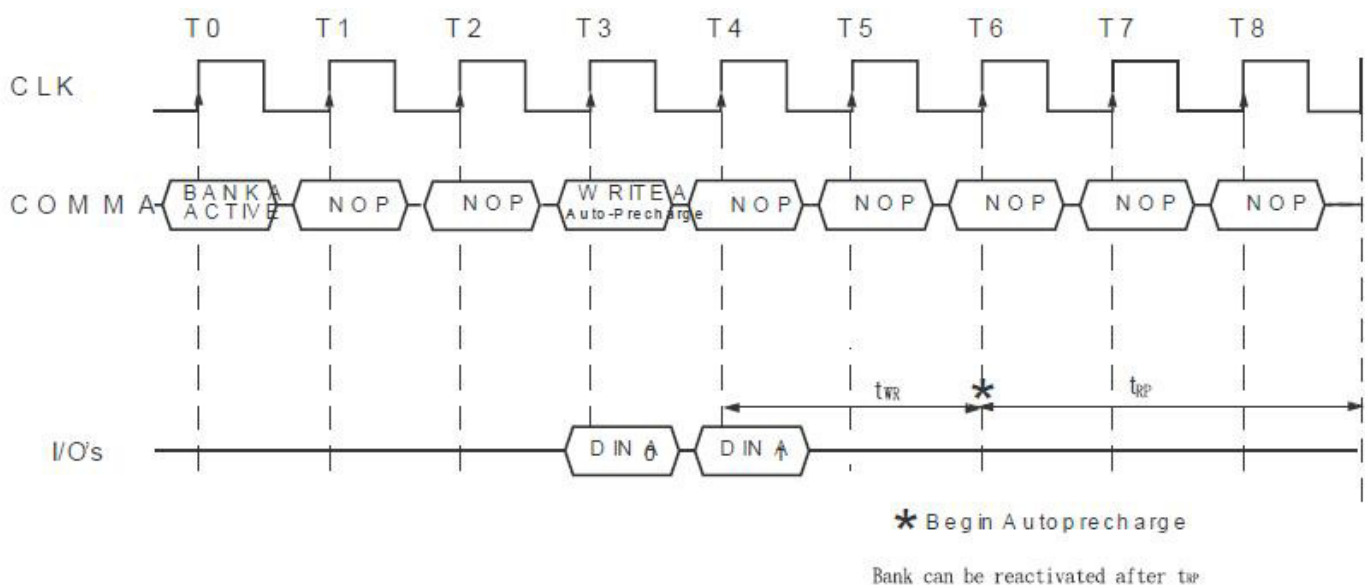 T0 T1 T2 T3 T4 T5 T6 T7 T8
CLK
COMMA
BANK A
ACTIVE
NOP
NOP
WRITE A
Auto-Precharge
NOP
NOP
NOP
NOP
NOP
tWR
*
tRP
I/O's
DIN A0
DIN A1
* Begin Autoprecharge
Bank can be reactivated after tRP